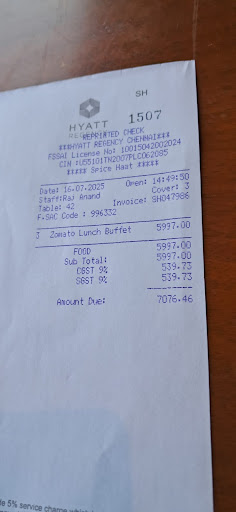 SH
HYATT
REGENCY
1507
REPRINTED CHECK
***HYATT REGENCY CHENNAI***
FSSAI License No: 10015042002024
CIN :U55101TN2007PLC062085
***** Spice Haat *****
Date: 16.07.2025 Open: 14:49:50
Staff:Raj Anand Cover: 3
Table: 42 Invoice: SH047986
F.SAC Code : 996332
3 Zomato Lunch Buffet 5997.00
FOOD 5997.00
Sub Total: 5997.00
CGST 9% 539.73
SGST 9% 539.73
Amount Due: 7076.46
5% service charge which